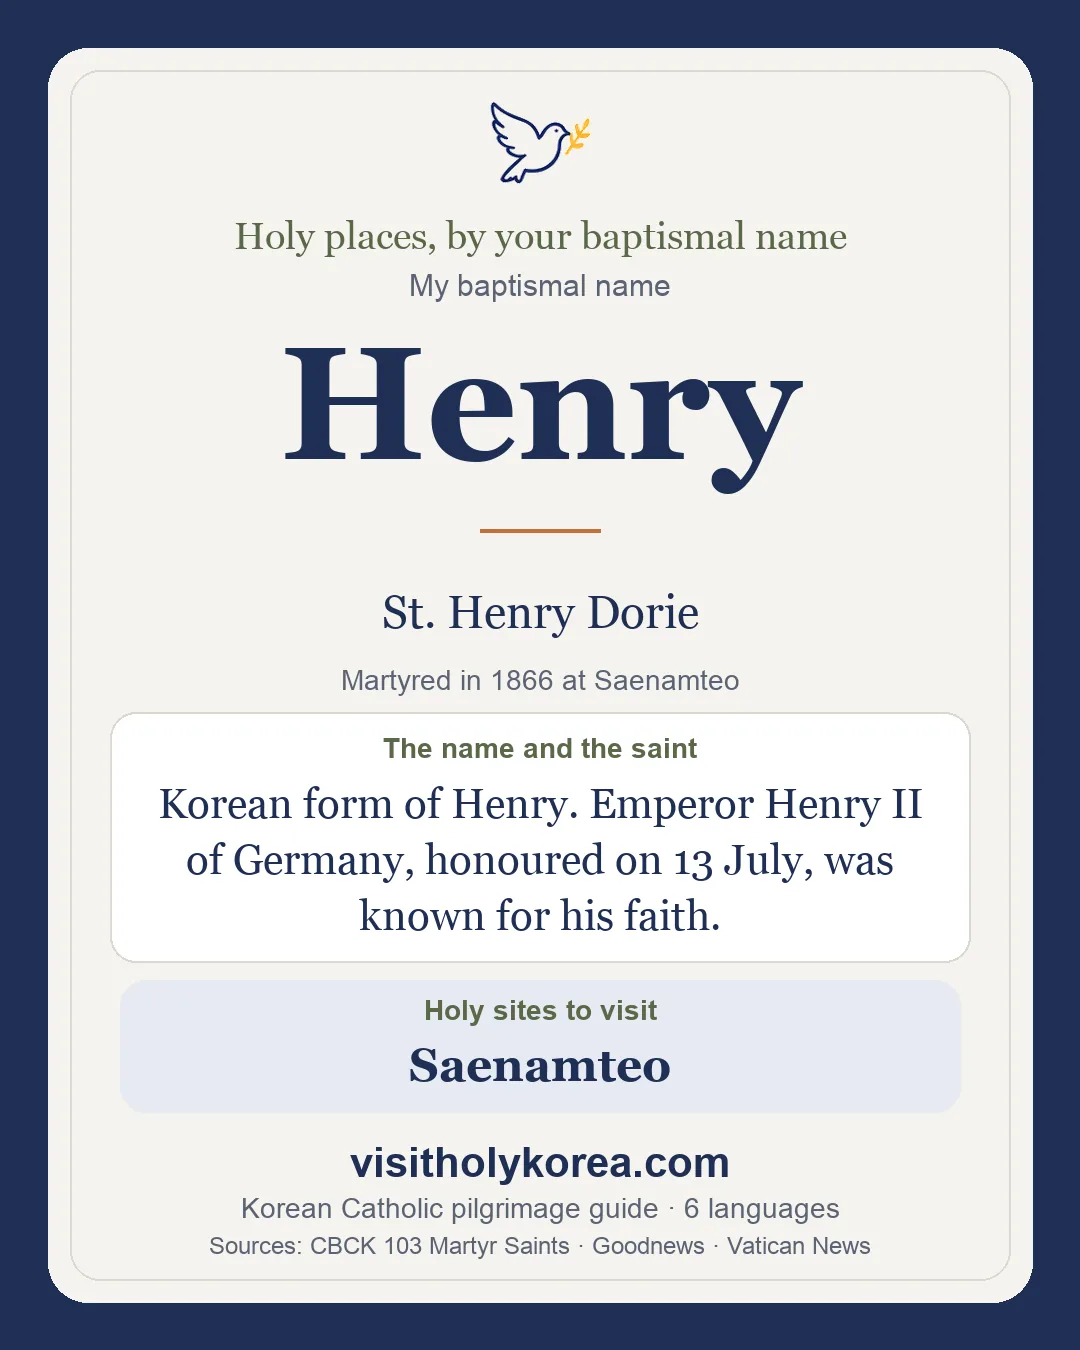 Holy places, by your baptismal name
My baptismal name
Henry
St. Henry Dorie
Martyred in 1866 at Saenamteo
The name and the saint
Korean form of Henry. Emperor Henry II
of Germany, honoured on 13 July, was
known for his faith.
Holy sites to visit
Saenamteo
visitholykorea.com
Korean Catholic pilgrimage guide · 6 languages
Sources: CBCK 103 Martyr Saints · Goodnews · Vatican News